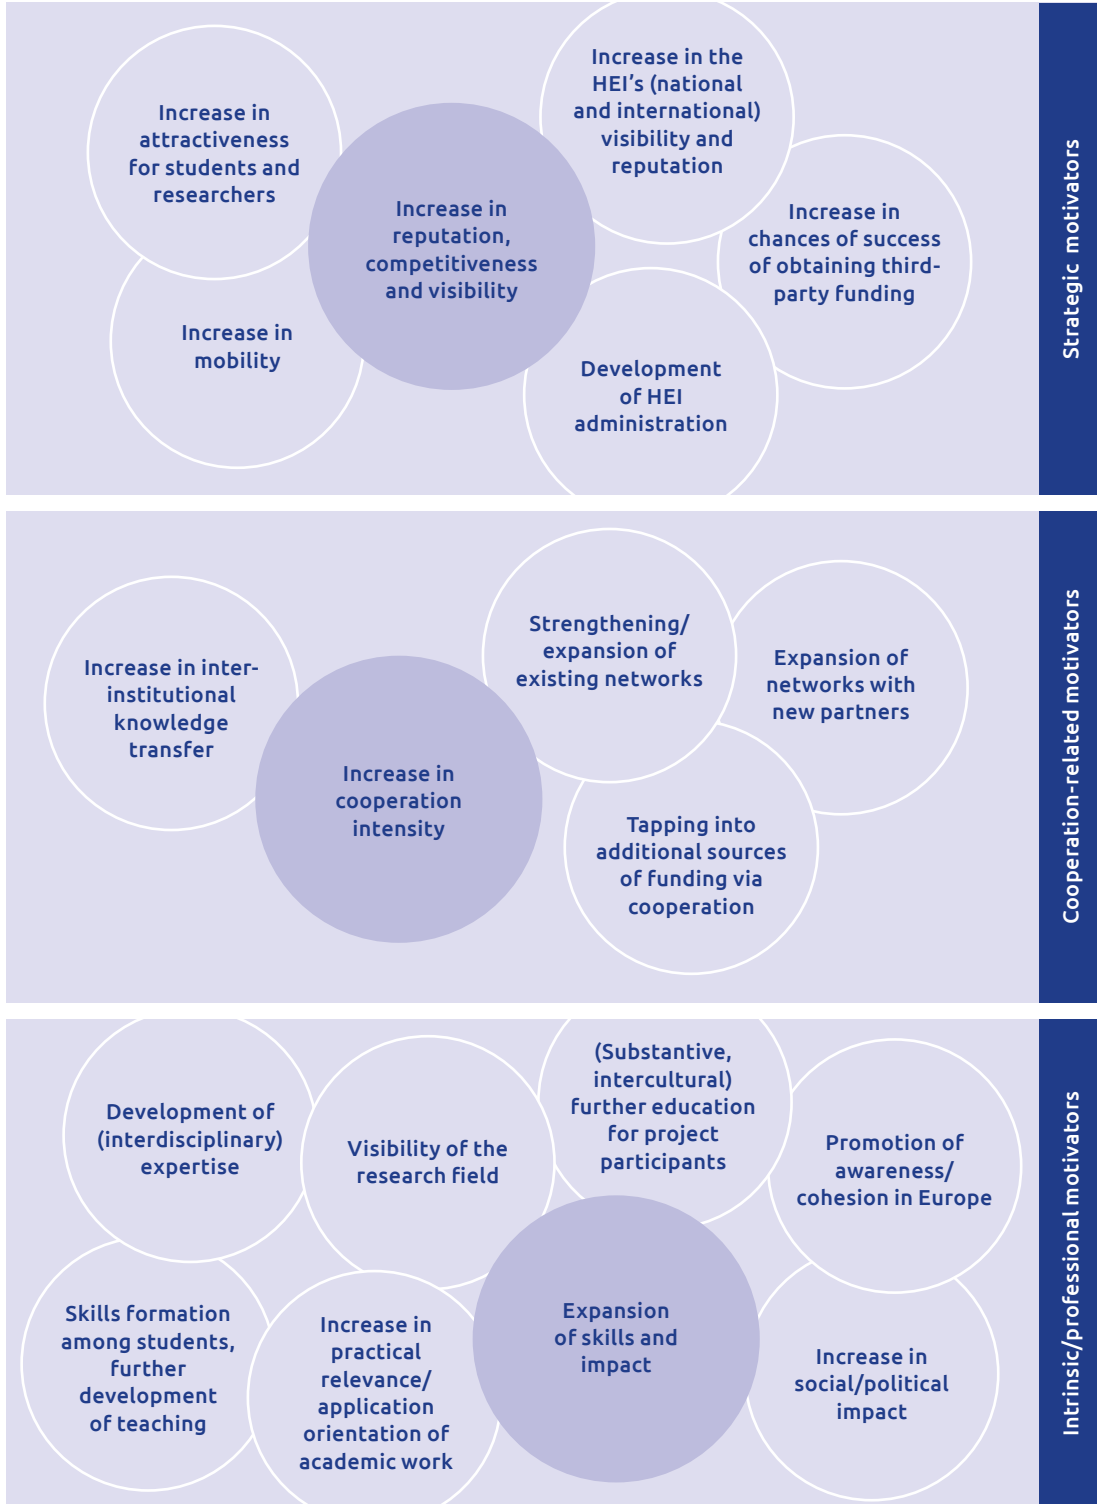 Increase in
attractiveness
for students and
researchers
Increase in
mobility
Increase in
reputation,
competitiveness
and visibility
Increase in the
HEI's (national
and international)
visibility and
reputation
Increase in
chances of success
of obtaining third-
party funding
Development
of HEI
administration
Strategic motivators
Increase in inter-
institutional
knowledge
transfer
Increase in
cooperation
intensity
Strengthening/
expansion of
existing networks
Expansion of
networks with
new partners
Tapping into
additional sources
of funding via
cooperation
Cooperation-related motivators
Development of
(interdisciplinary)
expertise
Visibility of the
research field
(Substantive,
intercultural)
further education
for project
participants
Promotion of
awareness/
cohesion in Europe
Skills formation
among students,
further
development
of teaching
Increase in
practical
relevance/
application
orientation of
academic work
Expansion
of skills and
impact
Increase in
social/political
impact
Intrinsic/professional motivators